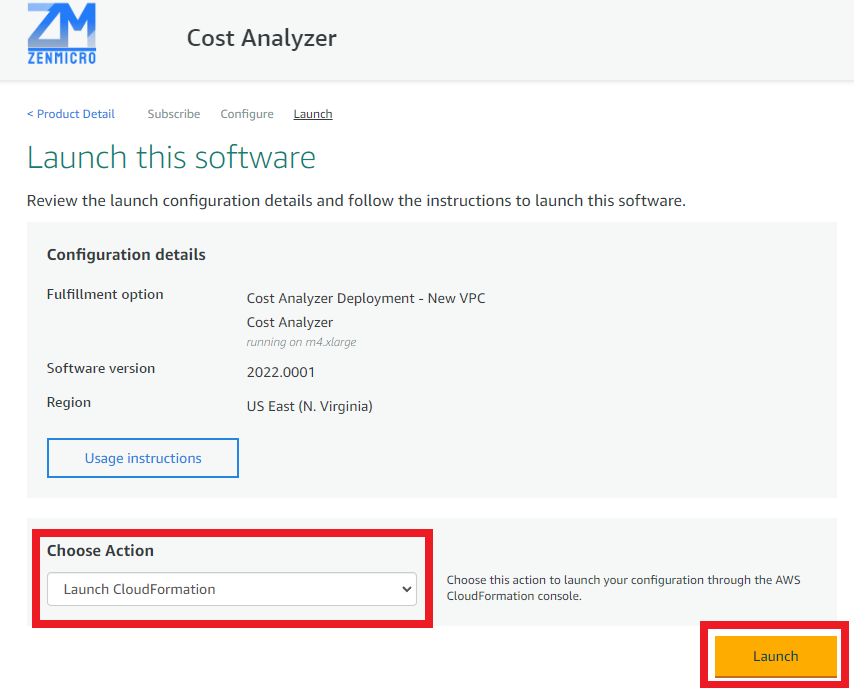 ZM
ZENMICRO
Cost Analyzer
< Product Detail Subscribe Configure Launch
Launch this software
Review the launch configuration details and follow the instructions to launch this software.
Configuration details
Fulfillment option
Cost Analyzer Deployment - New VPC
Cost Analyzer
running on m4.xlarge
Software version
2022.0001
Region
US East (N. Virginia)
Usage instructions
Choose Action
Launch CloudFormation
Choose this action to launch your configuration through the AWS
CloudFormation console.
Launch